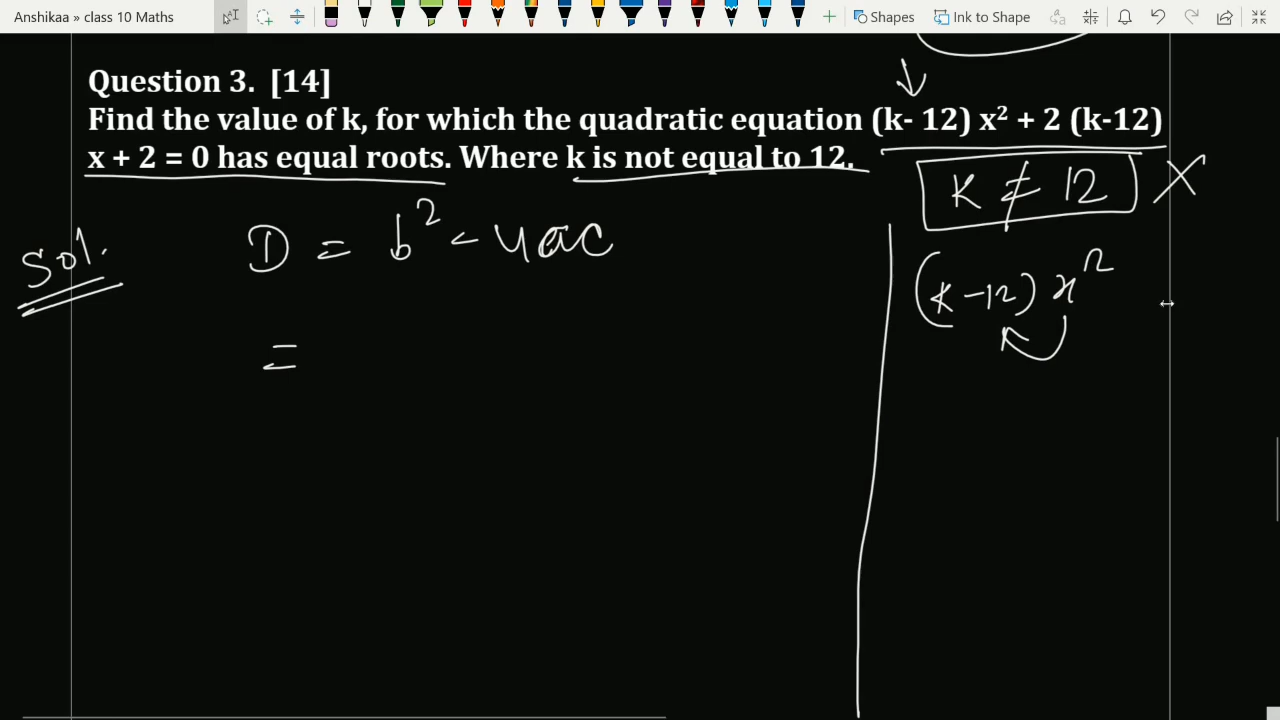 Anshikaa » class 10 Maths
Shapes
Ink to Shape
Question 3. [14]
Find the value of k, for which the quadratic equation (k- 12) x² + 2 (k-12)
x + 2 = 0 has equal roots. Where k is not equal to 12.
K ≠ 12 X
Sol.
D = b² - 4ac
=
(k - 12) x²